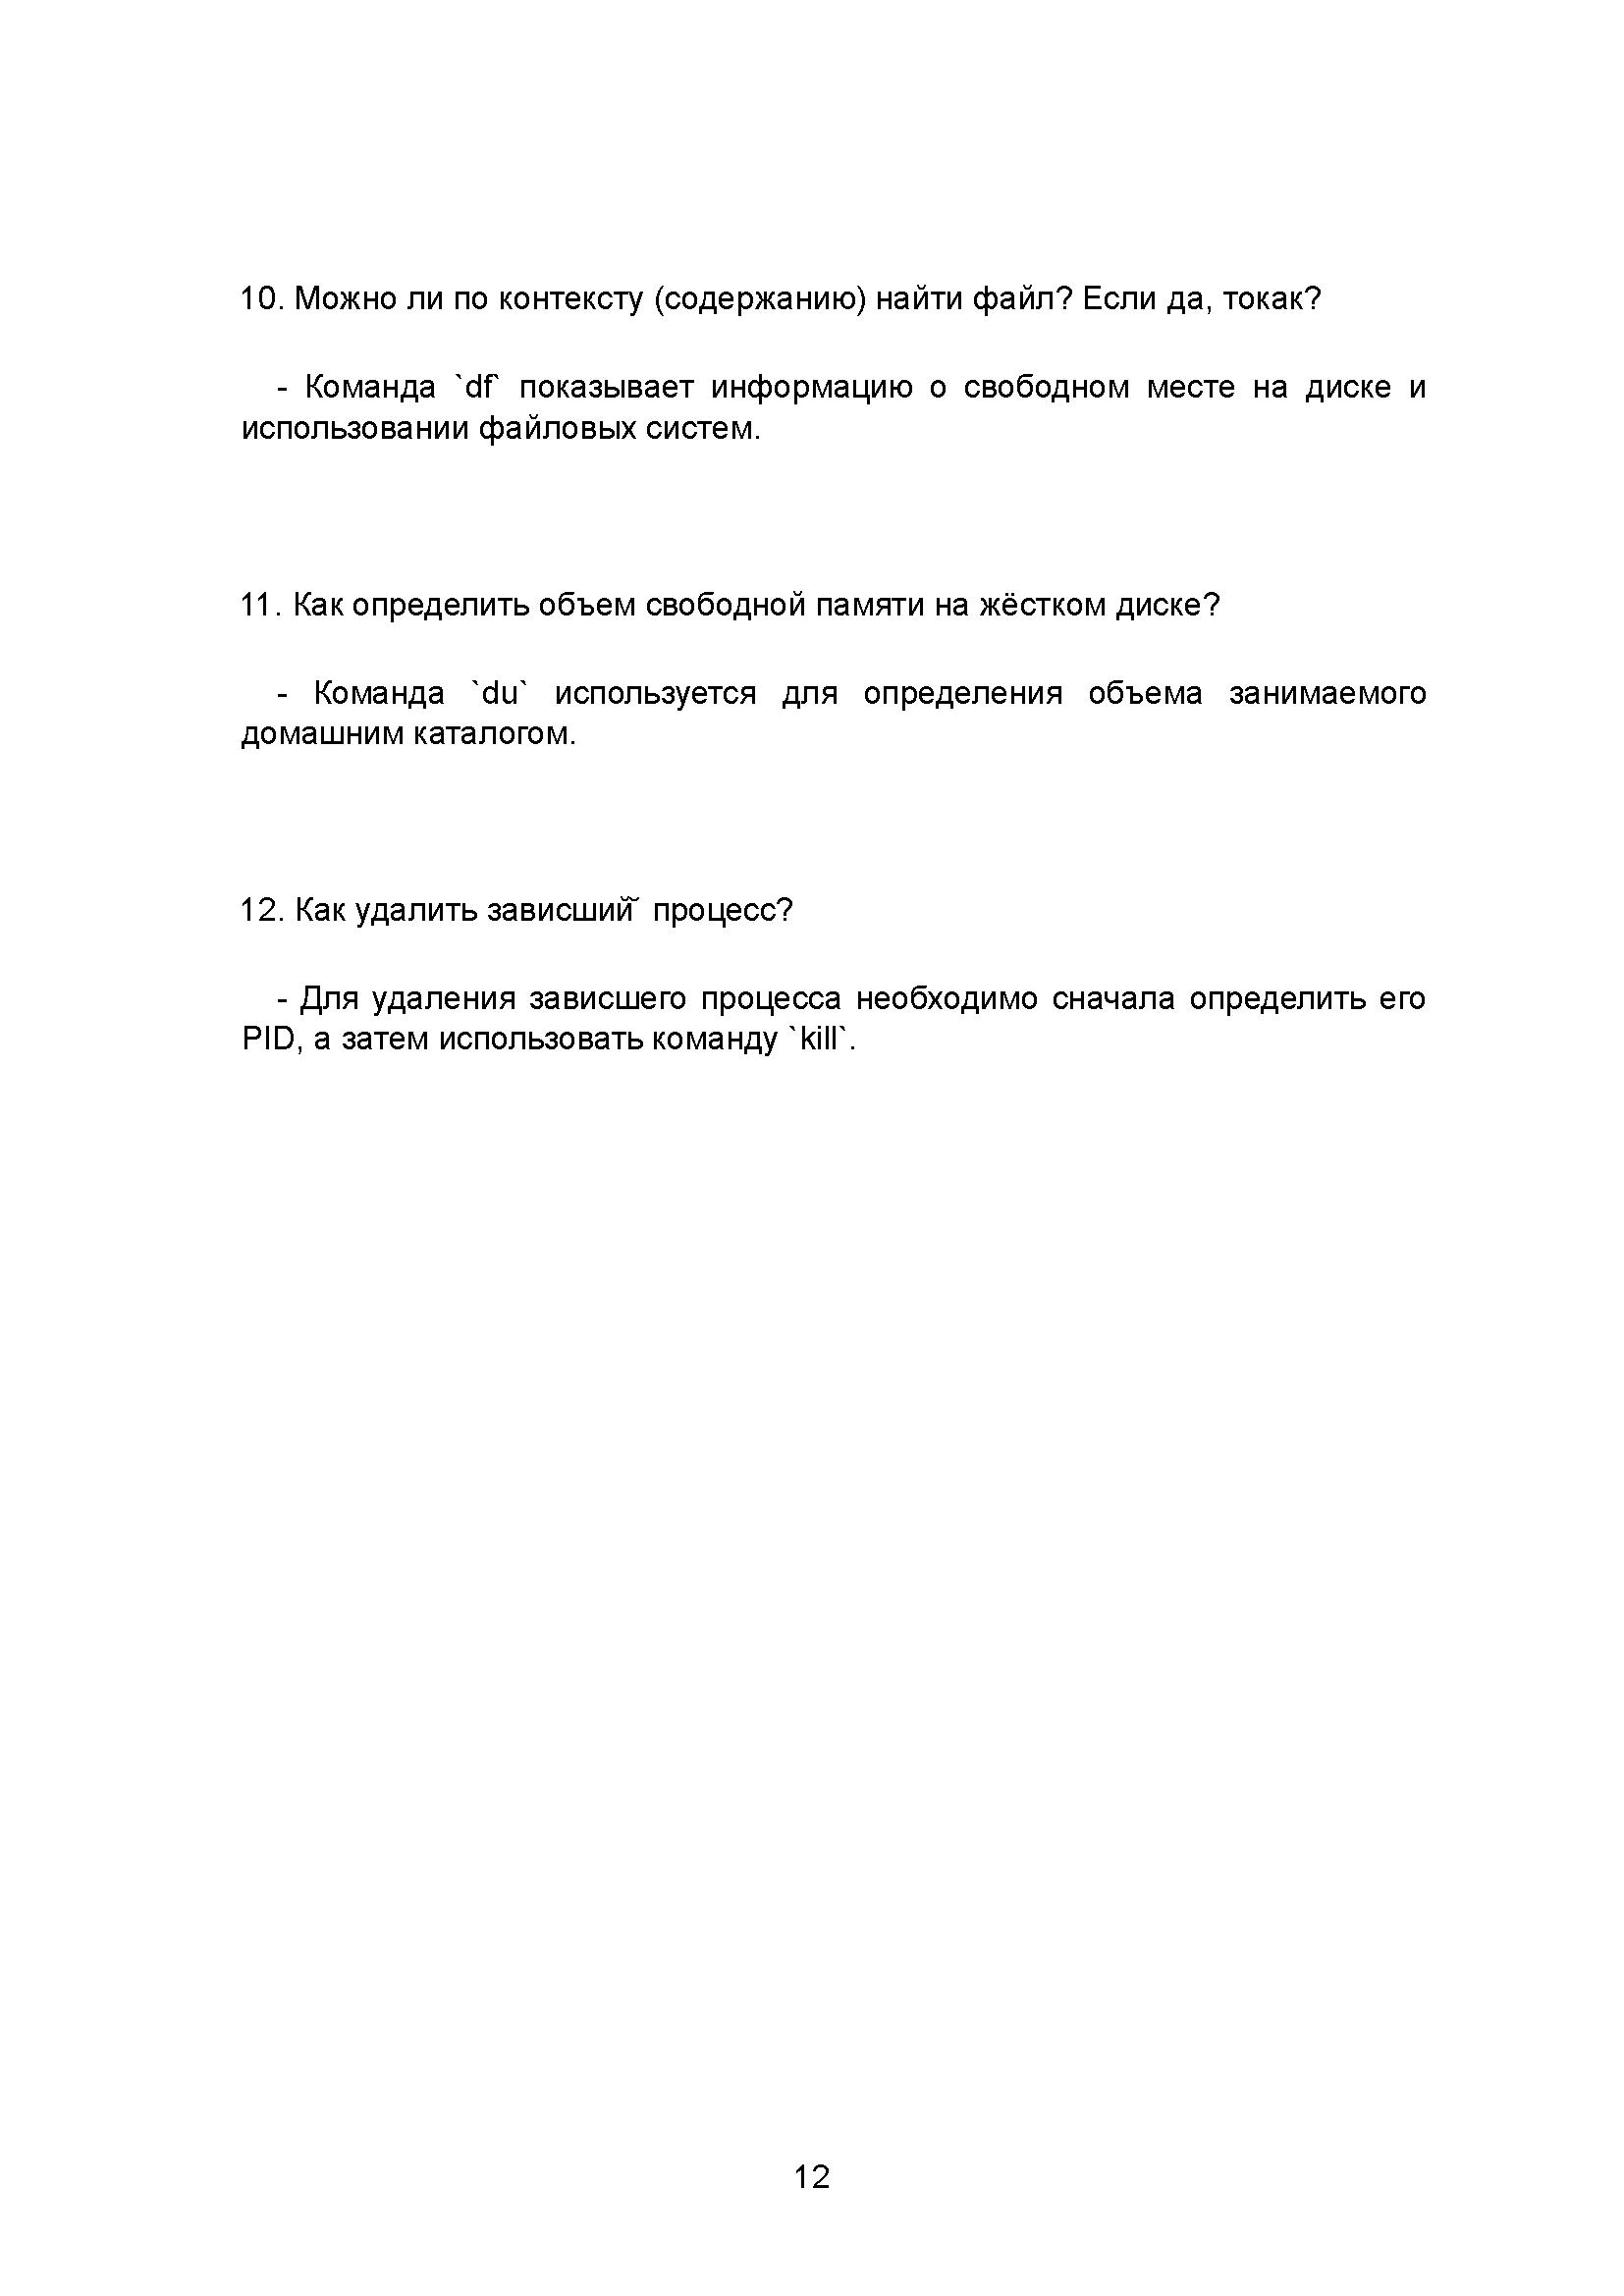 10. Можно ли по контексту (содержанию) найти файл? Если да, токак?
- Команда `df` показывает информацию о свободном месте на диске и
использовании файловых систем.
11. Как определить объем свободной памяти на жёстком диске?
- Команда `du` используется для определения объема занимаемого
домашним каталогом.
12. Как удалить зависший̆ процесс?
- Для удаления зависшего процесса необходимо сначала определить его
PID, а затем использовать команду `kill`.
12